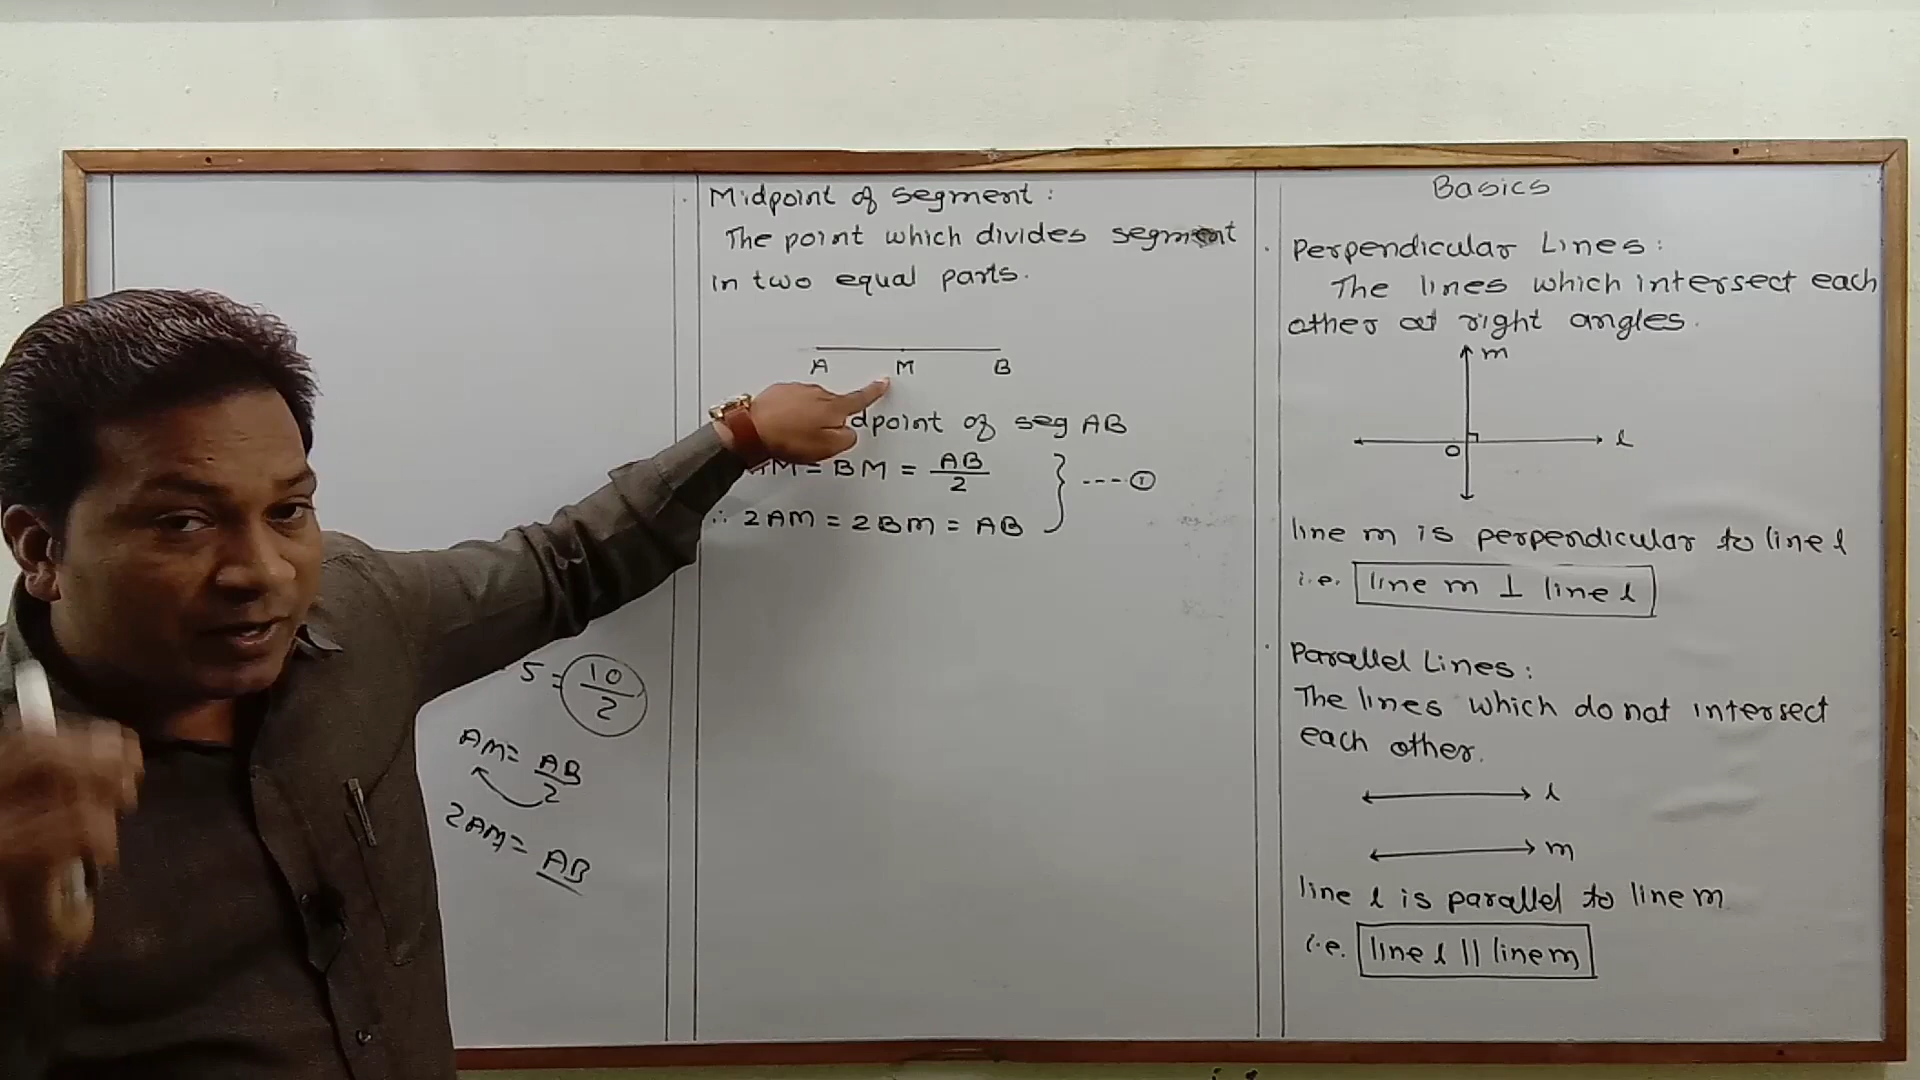 5 = 10/2
AM = AB/2
2AM = AB
Midpoint of segment:
The point which divides segment
in two equal parts.
A M B
dpoint of seg AB
AM = BM = AB/2
∴ 2AM = 2BM = AB } ---- ①
Basics
Perpendicular Lines:
The lines which intersect each
other at right angles.
m
l
O
line m is perpendicular to line l
i.e. line m ⊥ line l
Parallel Lines:
The lines which do not intersect
each other.
l
m
line l is parallel to line m
i.e. line l || line m